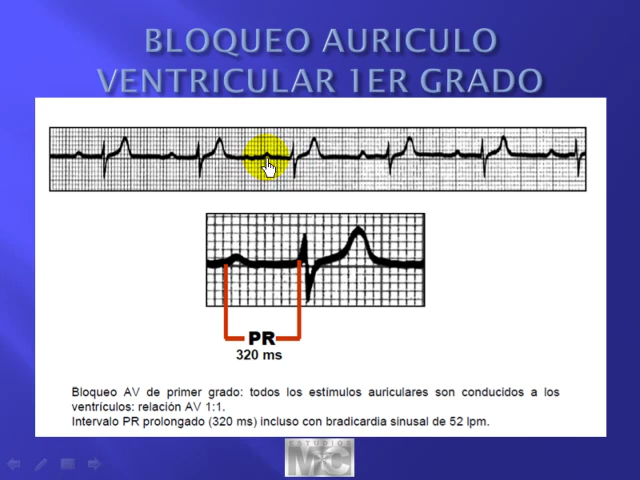 BLOQUEO AURICULO
VENTRICULAR 1ER GRADO
PR
320 ms
Bloqueo AV de primer grado: todos los estímulos auriculares son conducidos a los
ventrículos: relación AV 1:1.
Intervalo PR prolongado (320 ms) incluso con bradicardia sinusal de 52 lpm.
ESTUDIOS
MC